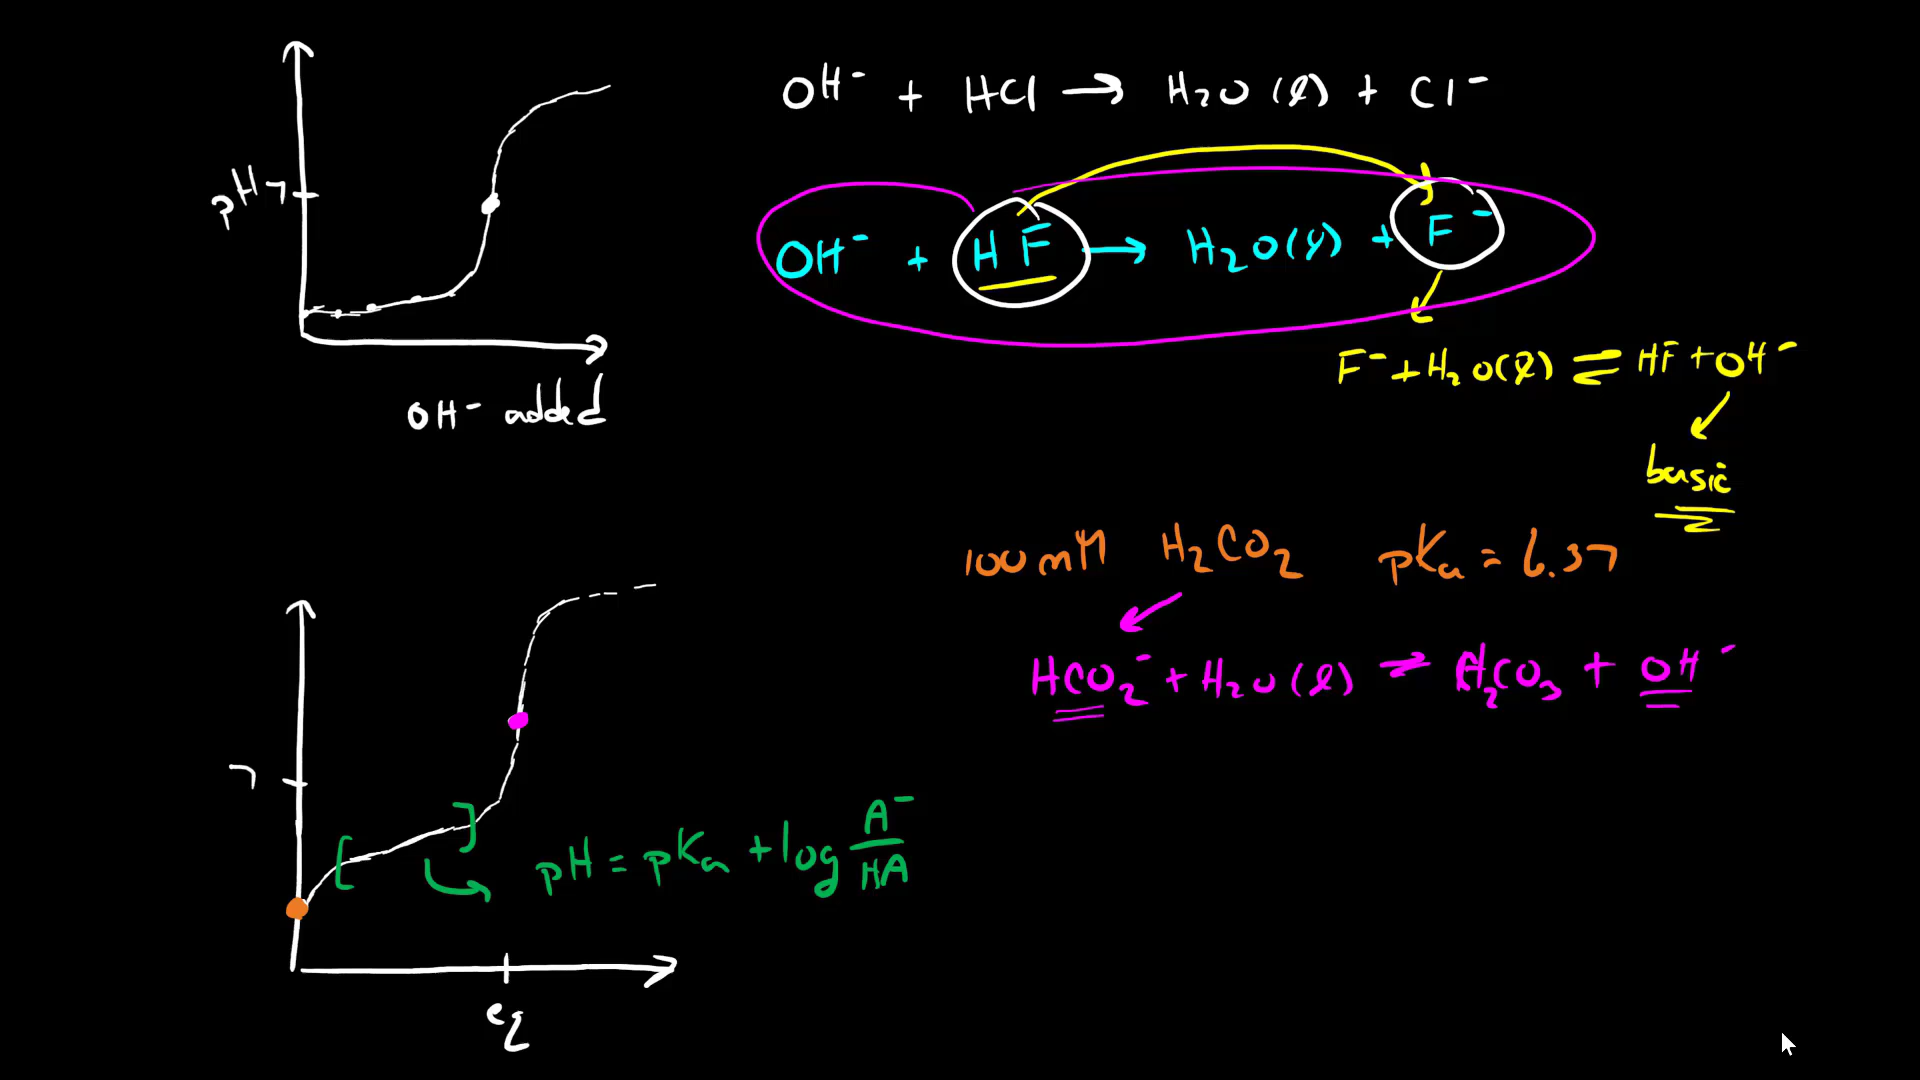 OH⁻ + HCl → H₂O (l) + Cl⁻
pH 7
OH⁻ + HF → H₂O(l) + F⁻
F⁻ + H₂O(l) ⇌ HF + OH⁻
OH⁻ added
basic
100 mM H₂CO₂ pKa = 6.37
HCO₂⁻ + H₂O (l) ⇌ H₂CO₃ + OH⁻
7
pH = pKa + log A⁻/HA
eq